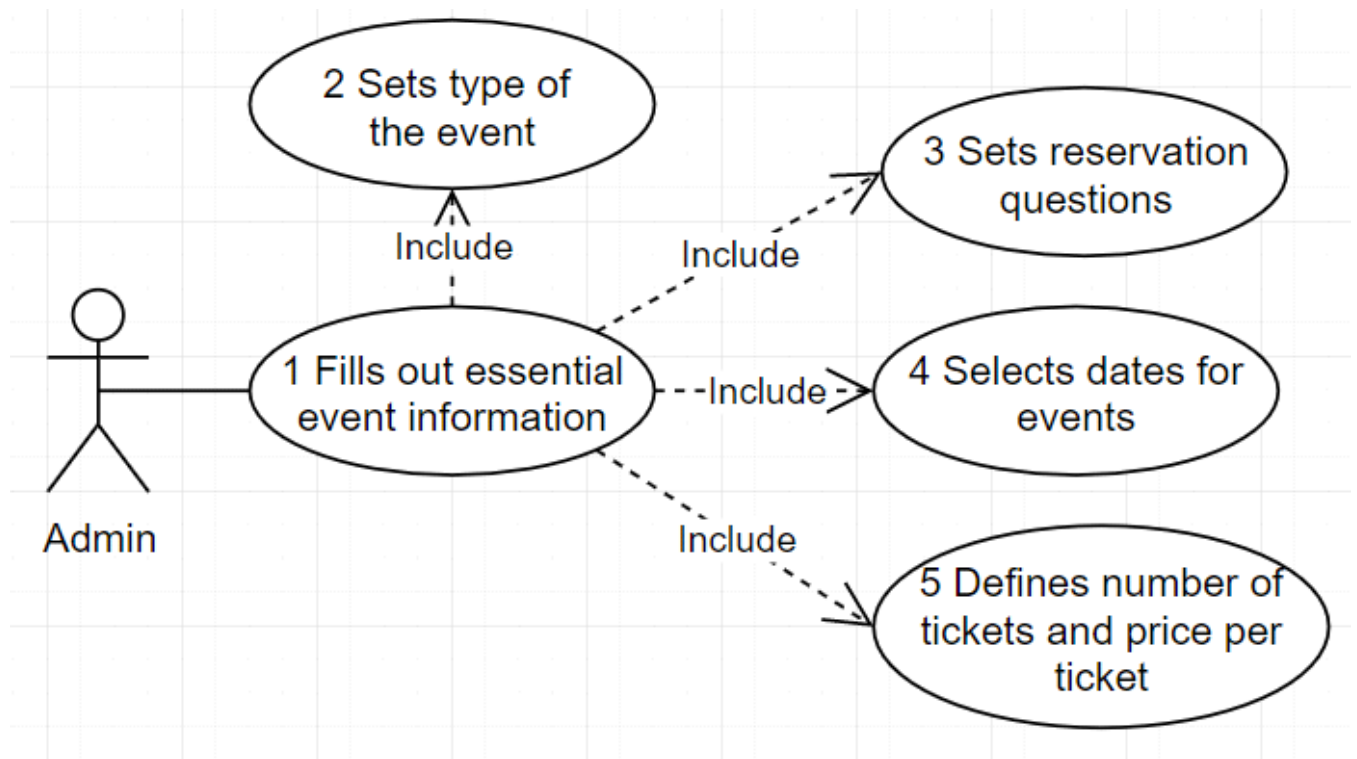 2 Sets type of
the event
3 Sets reservation
questions
Include
Include
1 Fills out essential
event information
Include
4 Selects dates for
events
Admin
Include
5 Defines number of
tickets and price per
ticket